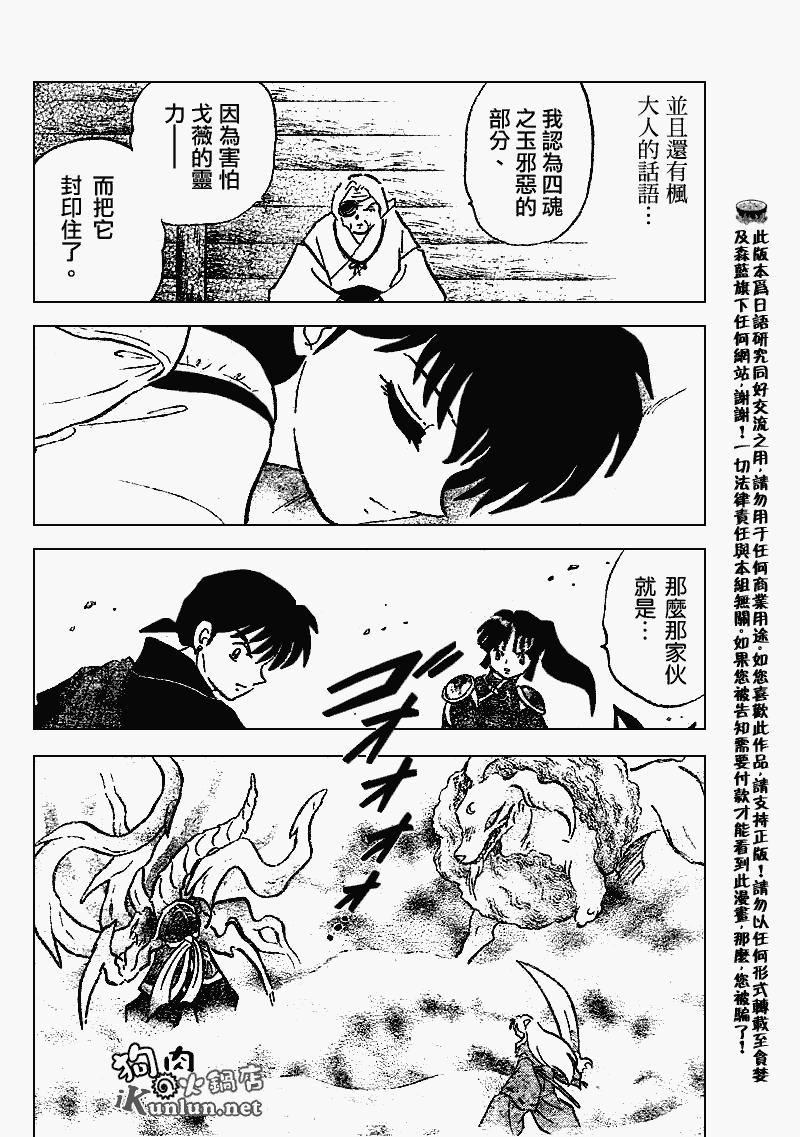 並且還有楓
大人的話語…
我認為四魂
之玉邪惡的
部分、
因為害怕
戈薇的靈
力——
而把它
封印住了。
那麼那家伙
就是…
ゴオオオオ
此版本爲日語研究同好交流之用，請勿用于任何商業用途。如您喜歡此作品，請支持正版！請勿以任何形式轉載至貪婪
及森藍旗下任何網站，謝謝！一切法律責任與本組無關。如果您被告知需要付款才能看到此漫畫，那麼，您被騙了！
狗肉
火鍋店
iKunlun.net